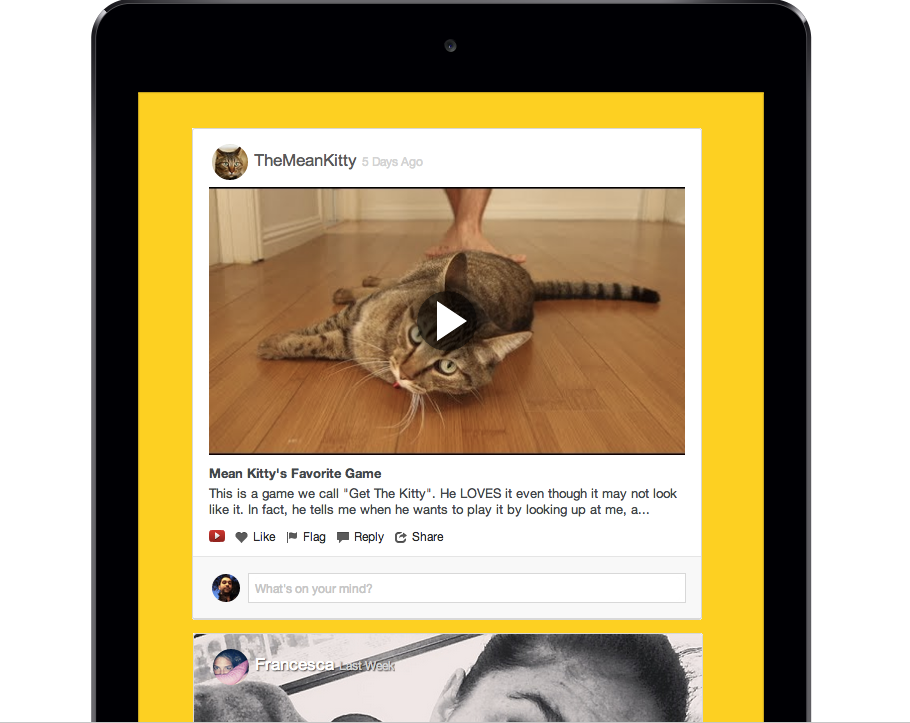 TheMeanKitty 5 Days Ago
Mean Kitty's Favorite Game
This is a game we call "Get The Kitty". He LOVES it even though it may not look
like it. In fact, he tells me when he wants to play it by looking up at me, a...
Like Flag Reply Share
What's on your mind?
Francesca Last Week